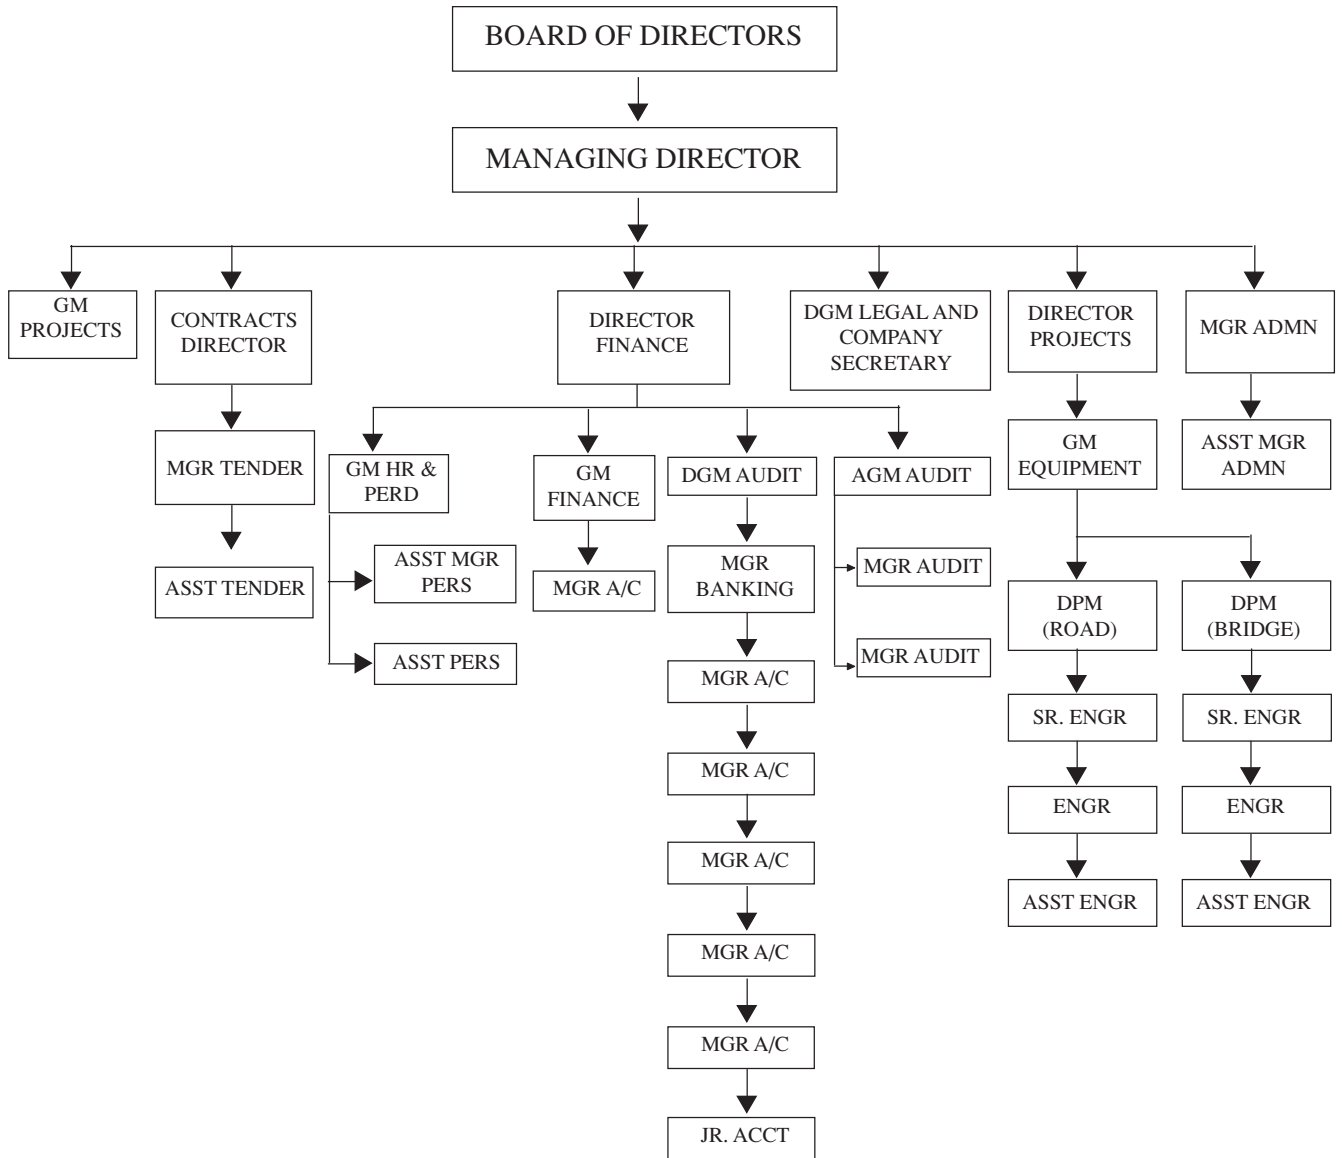 BOARD OF DIRECTORS
MANAGING DIRECTOR
GM
PROJECTS
CONTRACTS
DIRECTOR
DIRECTOR
FINANCE
DGM LEGAL AND
COMPANY
SECRETARY
DIRECTOR
PROJECTS
MGR ADMN
MGR TENDER
GM HR &
PERD
GM
FINANCE
DGM AUDIT
AGM AUDIT
GM
EQUIPMENT
ASST MGR
ADMN
ASST TENDER
ASST MGR
PERS
MGR A/C
MGR
BANKING
MGR AUDIT
DPM
(ROAD)
DPM
(BRIDGE)
ASST PERS
MGR A/C
MGR AUDIT
SR. ENGR
SR. ENGR
MGR A/C
ENGR
ENGR
MGR A/C
ASST ENGR
ASST ENGR
MGR A/C
MGR A/C
JR. ACCT